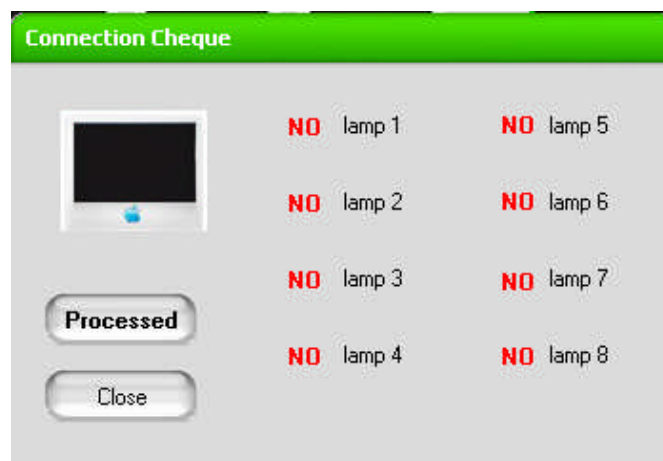 Connection Cheque
NO lamp 1 NO lamp 5
NO lamp 2 NO lamp 6
NO lamp 3 NO lamp 7
Processed
NO lamp 4 NO lamp 8
Close